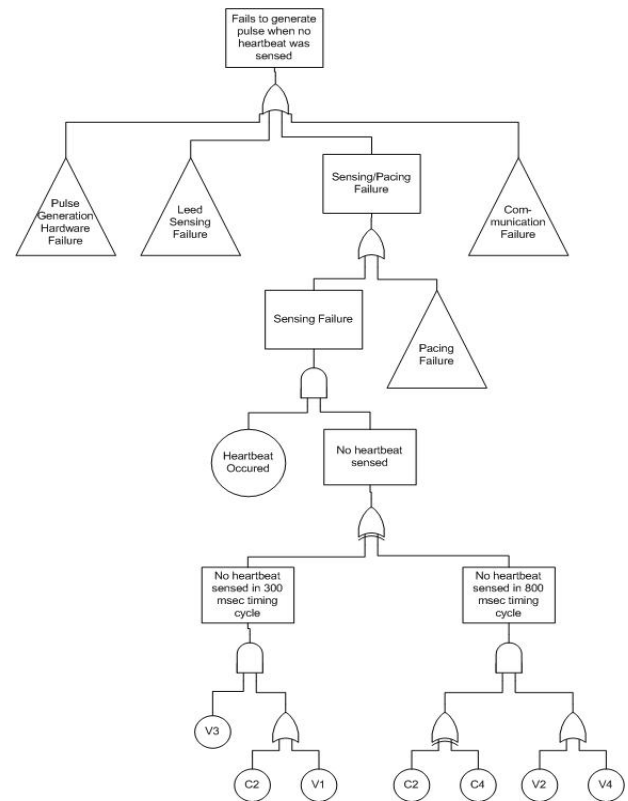 Fails to generate
pulse when no
heartbeat was
sensed
Pulse
Generation
Hardware
Failure
Leed
Sensing
Failure
Sensing/Pacing
Failure
Com-
munication
Failure
Sensing Failure
Pacing
Failure
Heartbeat
Occured
No heartbeat
sensed
No heartbeat
sensed in 300
msec timing
cycle
No heartbeat
sensed in 800
msec timing
cycle
V3
C2
V1
C2
C4
V2
V4